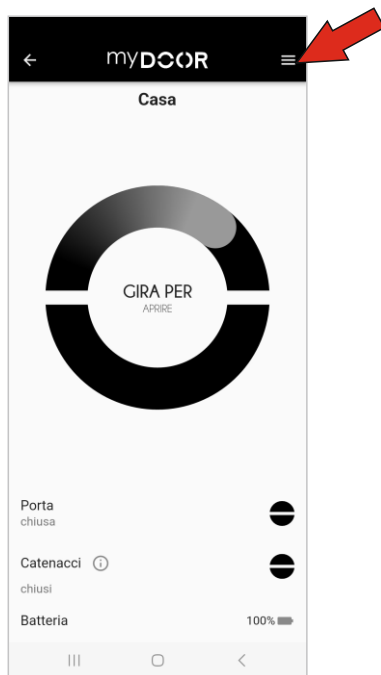 myDOOR
Casa
GIRA PER
APRIRE
Porta
chiusa
Catenacci
chiusi
Batteria 100%